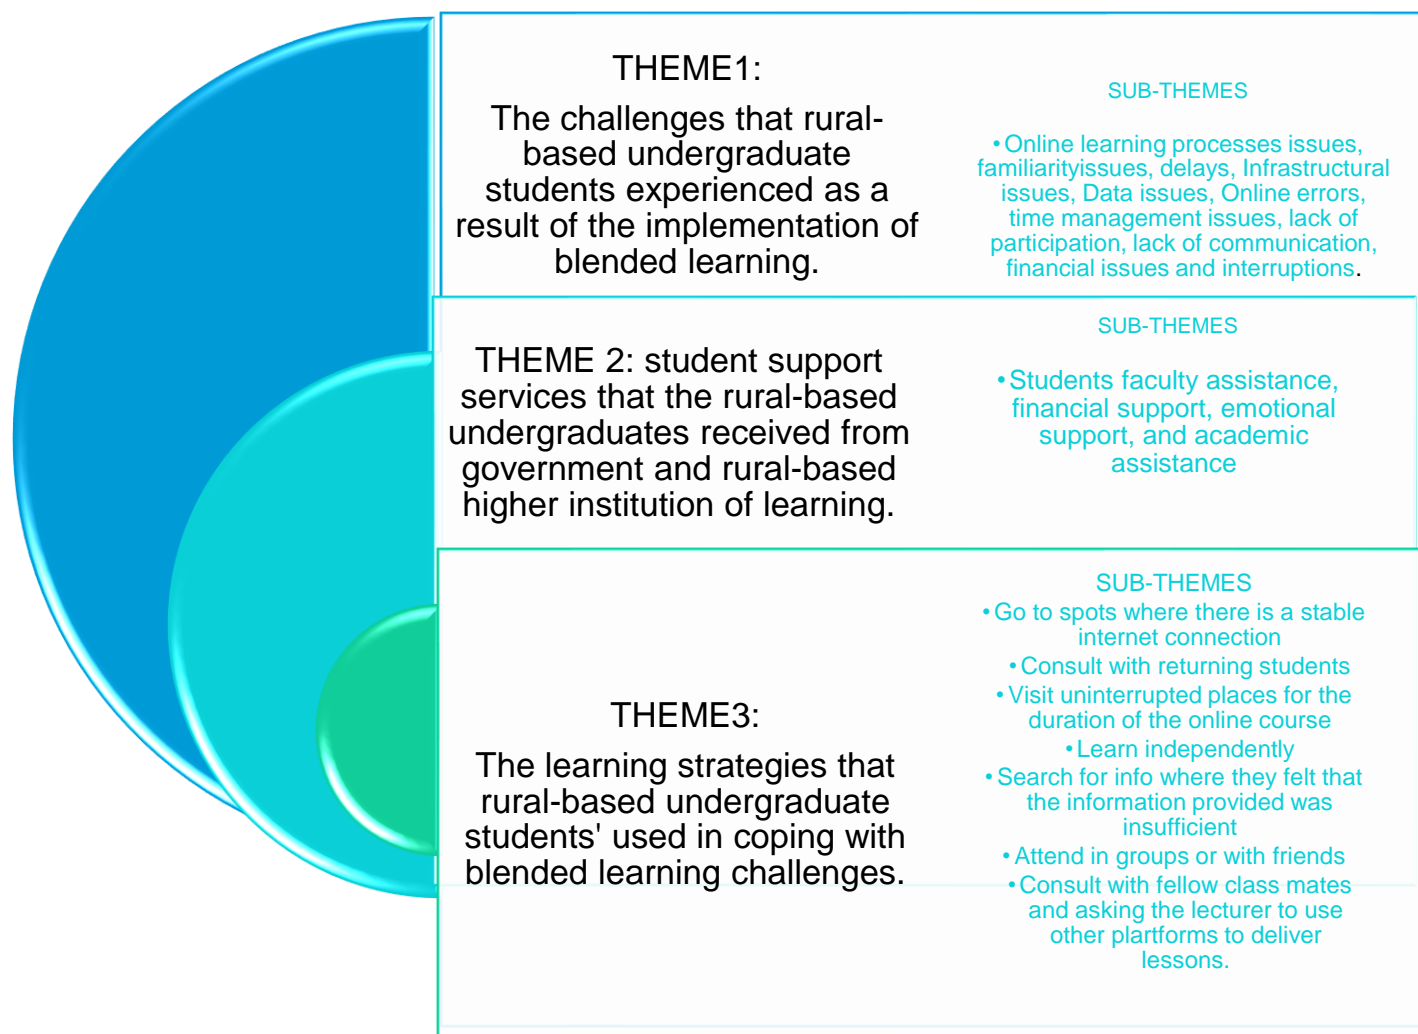 THEME1:
The challenges that rural-
based undergraduate
students experienced as a
result of the implementation of
blended learning.
SUB-THEMES
•Online learning processes issues,
familiarityissues, delays, Infrastructural
issues, Data issues, Online errors,
time management issues, lack of
participation, lack of communication,
financial issues and interruptions.
THEME 2: student support
services that the rural-based
undergraduates received from
government and rural-based
higher institution of learning.
SUB-THEMES
•Students faculty assistance,
financial support, emotional
support, and academic
assistance
THEME3:
The learning strategies that
rural-based undergraduate
students' used in coping with
blended learning challenges.
SUB-THEMES
•Go to spots where there is a stable
internet connection
•Consult with returning students
•Visit uninterrupted places for the
duration of the online course
•Learn independently
•Search for info where they felt that
the information provided was
insufficient
•Attend in groups or with friends
•Consult with fellow class mates
and asking the lecturer to use
other plartforms to deliver
lessons.